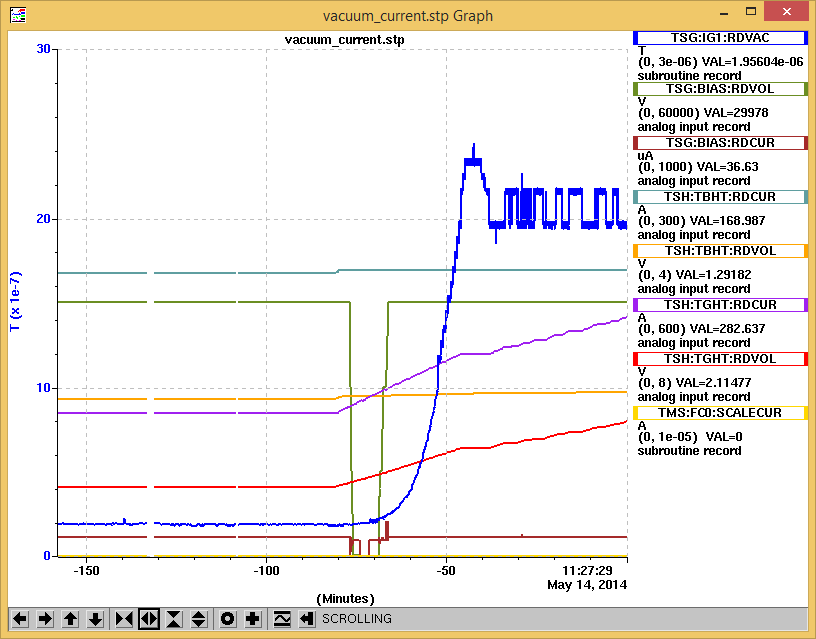 vacuum_current.stp Graph
vacuum_current.stp
30
20
10
0
T (x 1e-7)
-150
-100
-50
11:27:29
May 14, 2014
(Minutes)
TSG:IG1:RDVAC
T
(0, 3e-06) VAL=1.95604e-06
subroutine record
TSG:BIAS:RDVOL
V
(0, 60000) VAL=29978
analog input record
TSG:BIAS:RDCUR
uA
(0, 1000) VAL=36.63
analog input record
TSH:TBHT:RDCUR
A
(0, 300) VAL=168.987
analog input record
TSH:TBHT:RDVOL
V
(0, 4) VAL=1.29182
analog input record
TSH:TGHT:RDCUR
A
(0, 600) VAL=282.637
analog input record
TSH:TGHT:RDVOL
V
(0, 8) VAL=2.11477
analog input record
TMS:FC0:SCALECUR
A
(0, 1e-05) VAL=0
subroutine record
SCROLLING